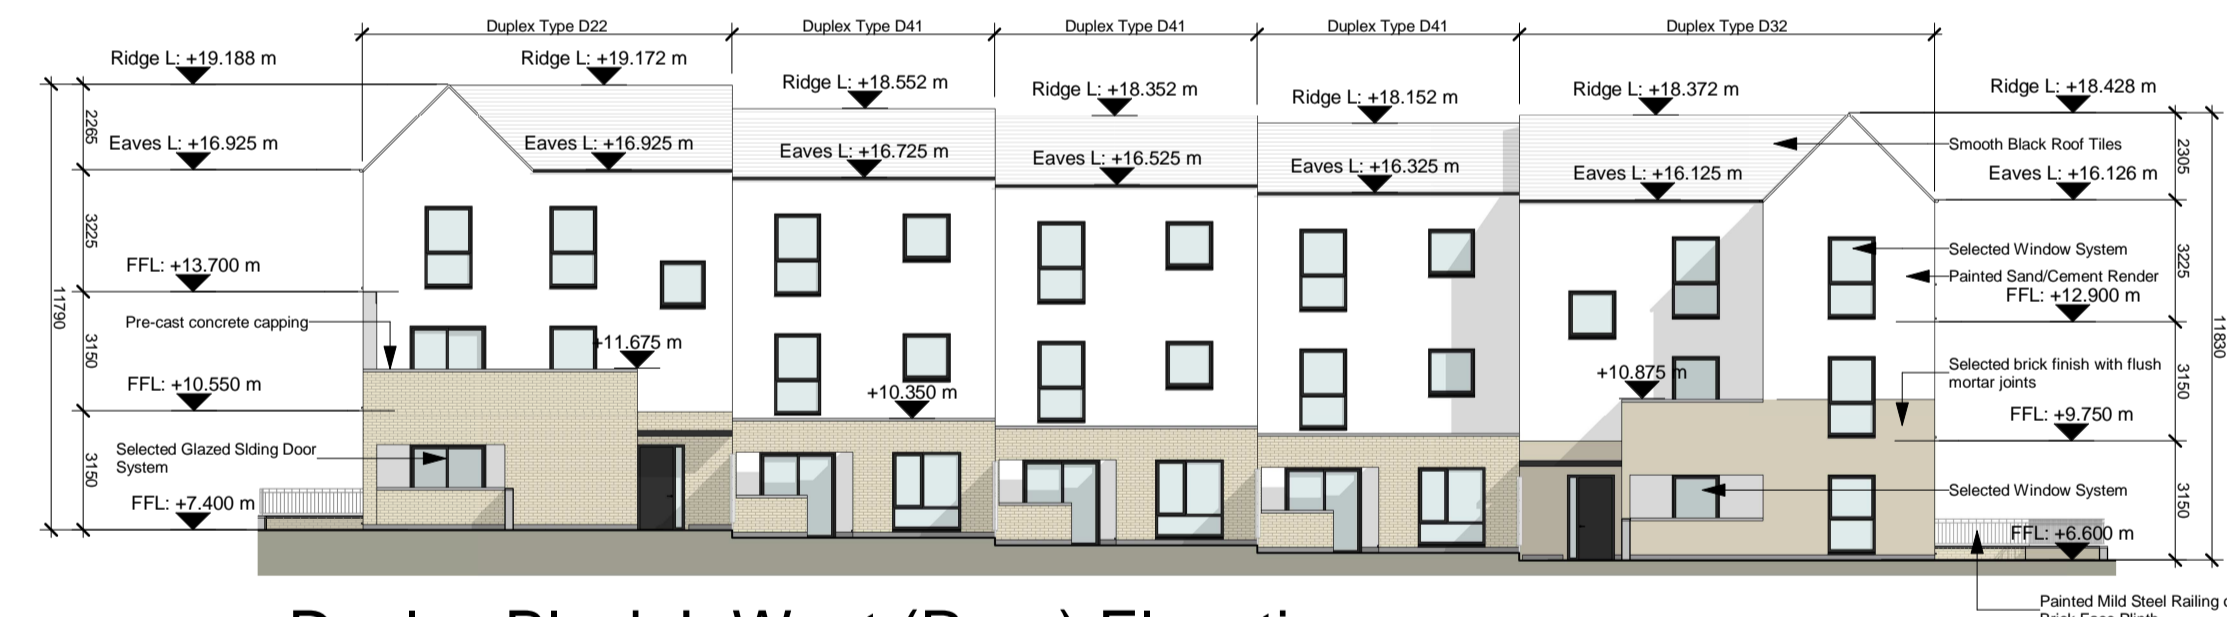 Duplex Type D22
Duplex Type D41
Duplex Type D41
Duplex Type D41
Duplex Type D32
Ridge L: +19.188 m
Ridge L: +19.172 m
Ridge L: +18.552 m
Ridge L: +18.352 m
Ridge L: +18.152 m
Ridge L: +18.372 m
Ridge L: +18.428 m
Eaves L: +16.925 m
Eaves L: +16.925 m
Eaves L: +16.725 m
Eaves L: +16.525 m
Eaves L: +16.325 m
Eaves L: +16.125 m
Smooth Black Roof Tiles
Eaves L: +16.126 m
2265
3225
3150
3150
11790
FFL: +13.700 m
Pre-cast concrete capping
FFL: +10.550 m
Selected Glazed SIding Door
System
FFL: +7.400 m
+11.675 m
+10.350 m
+10.875 m
Selected Window System
Painted Sand/Cement Render
FFL: +12.900 m
Selected brick finish with flush
mortar joints
FFL: +9.750 m
Selected Window System
FFL: +6.600 m
2305
3225
3150
3150
11830
Painted Mild Steel Railing